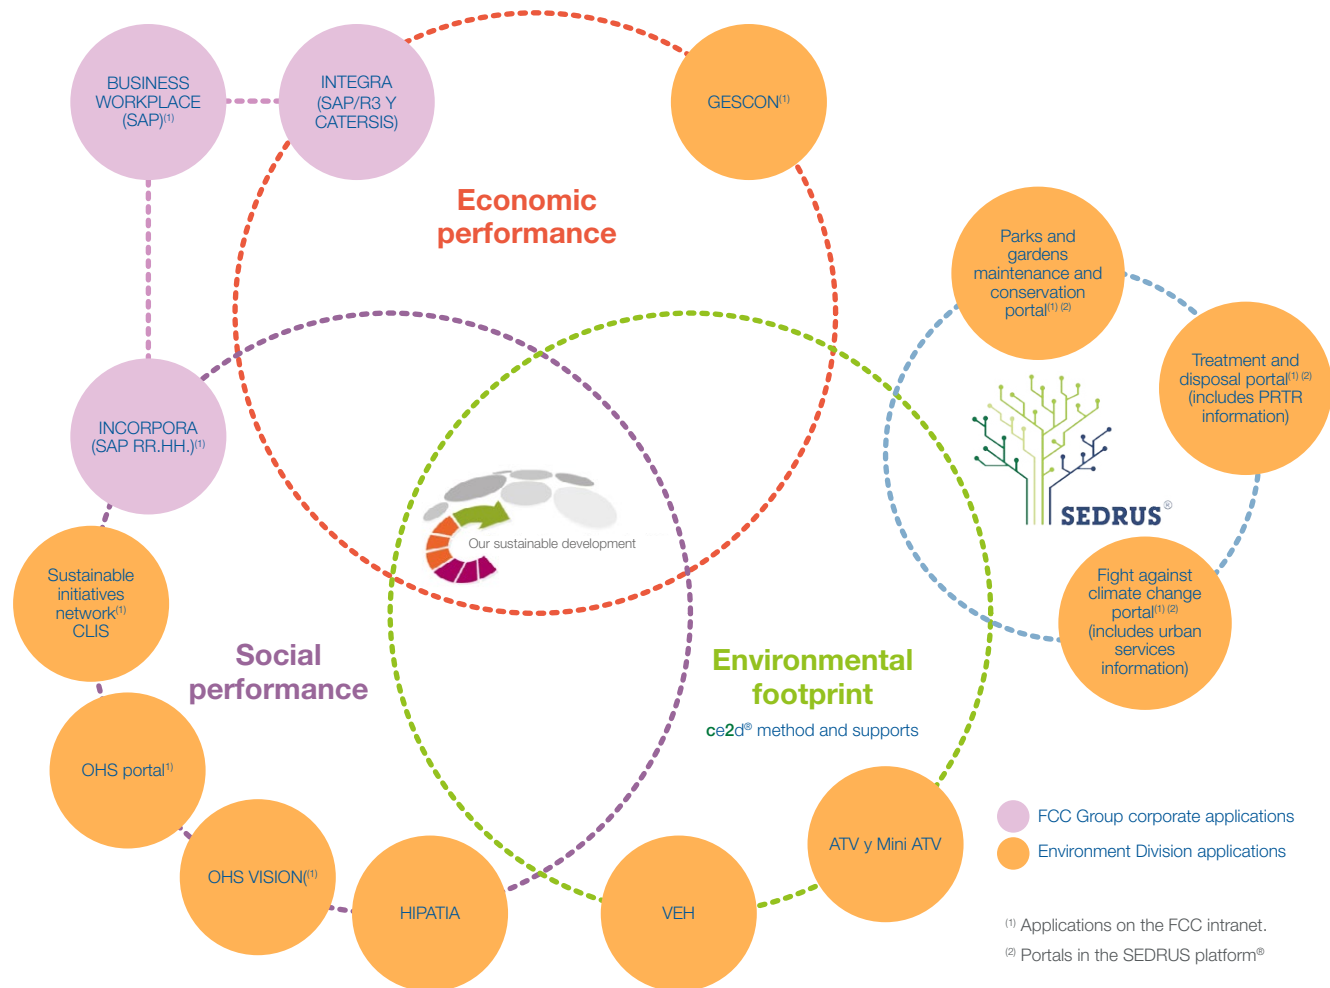 BUSINESS
WORKPLACE
(SAP)(1)
INTEGRA
(SAP/R3 Y
CATERSIS)
GESCON(1)
Economic
performance
Parks and
gardens
maintenance and
conservation
portal(1) (2)
Treatment and
disposal portal(1) (2)
(includes PRTR
information)
INCORPORA
(SAP RR.HH.)(1)
SEDRUS®
Our sustainable development
Sustainable
initiatives
network(1)
CLIS
Fight against
climate change
portal(1) (2)
(includes urban
services
information)
Social
performance
Environmental
footprint
ce2d® method and supports
OHS portal1)
OHS VISION((1)
HIPATIA
VEH
ATV y Mini ATV
FCC Group corporate applications
Environment Division applications
(1) Applications on the FCC intranet.
(2) Portals in the SEDRUS platform®